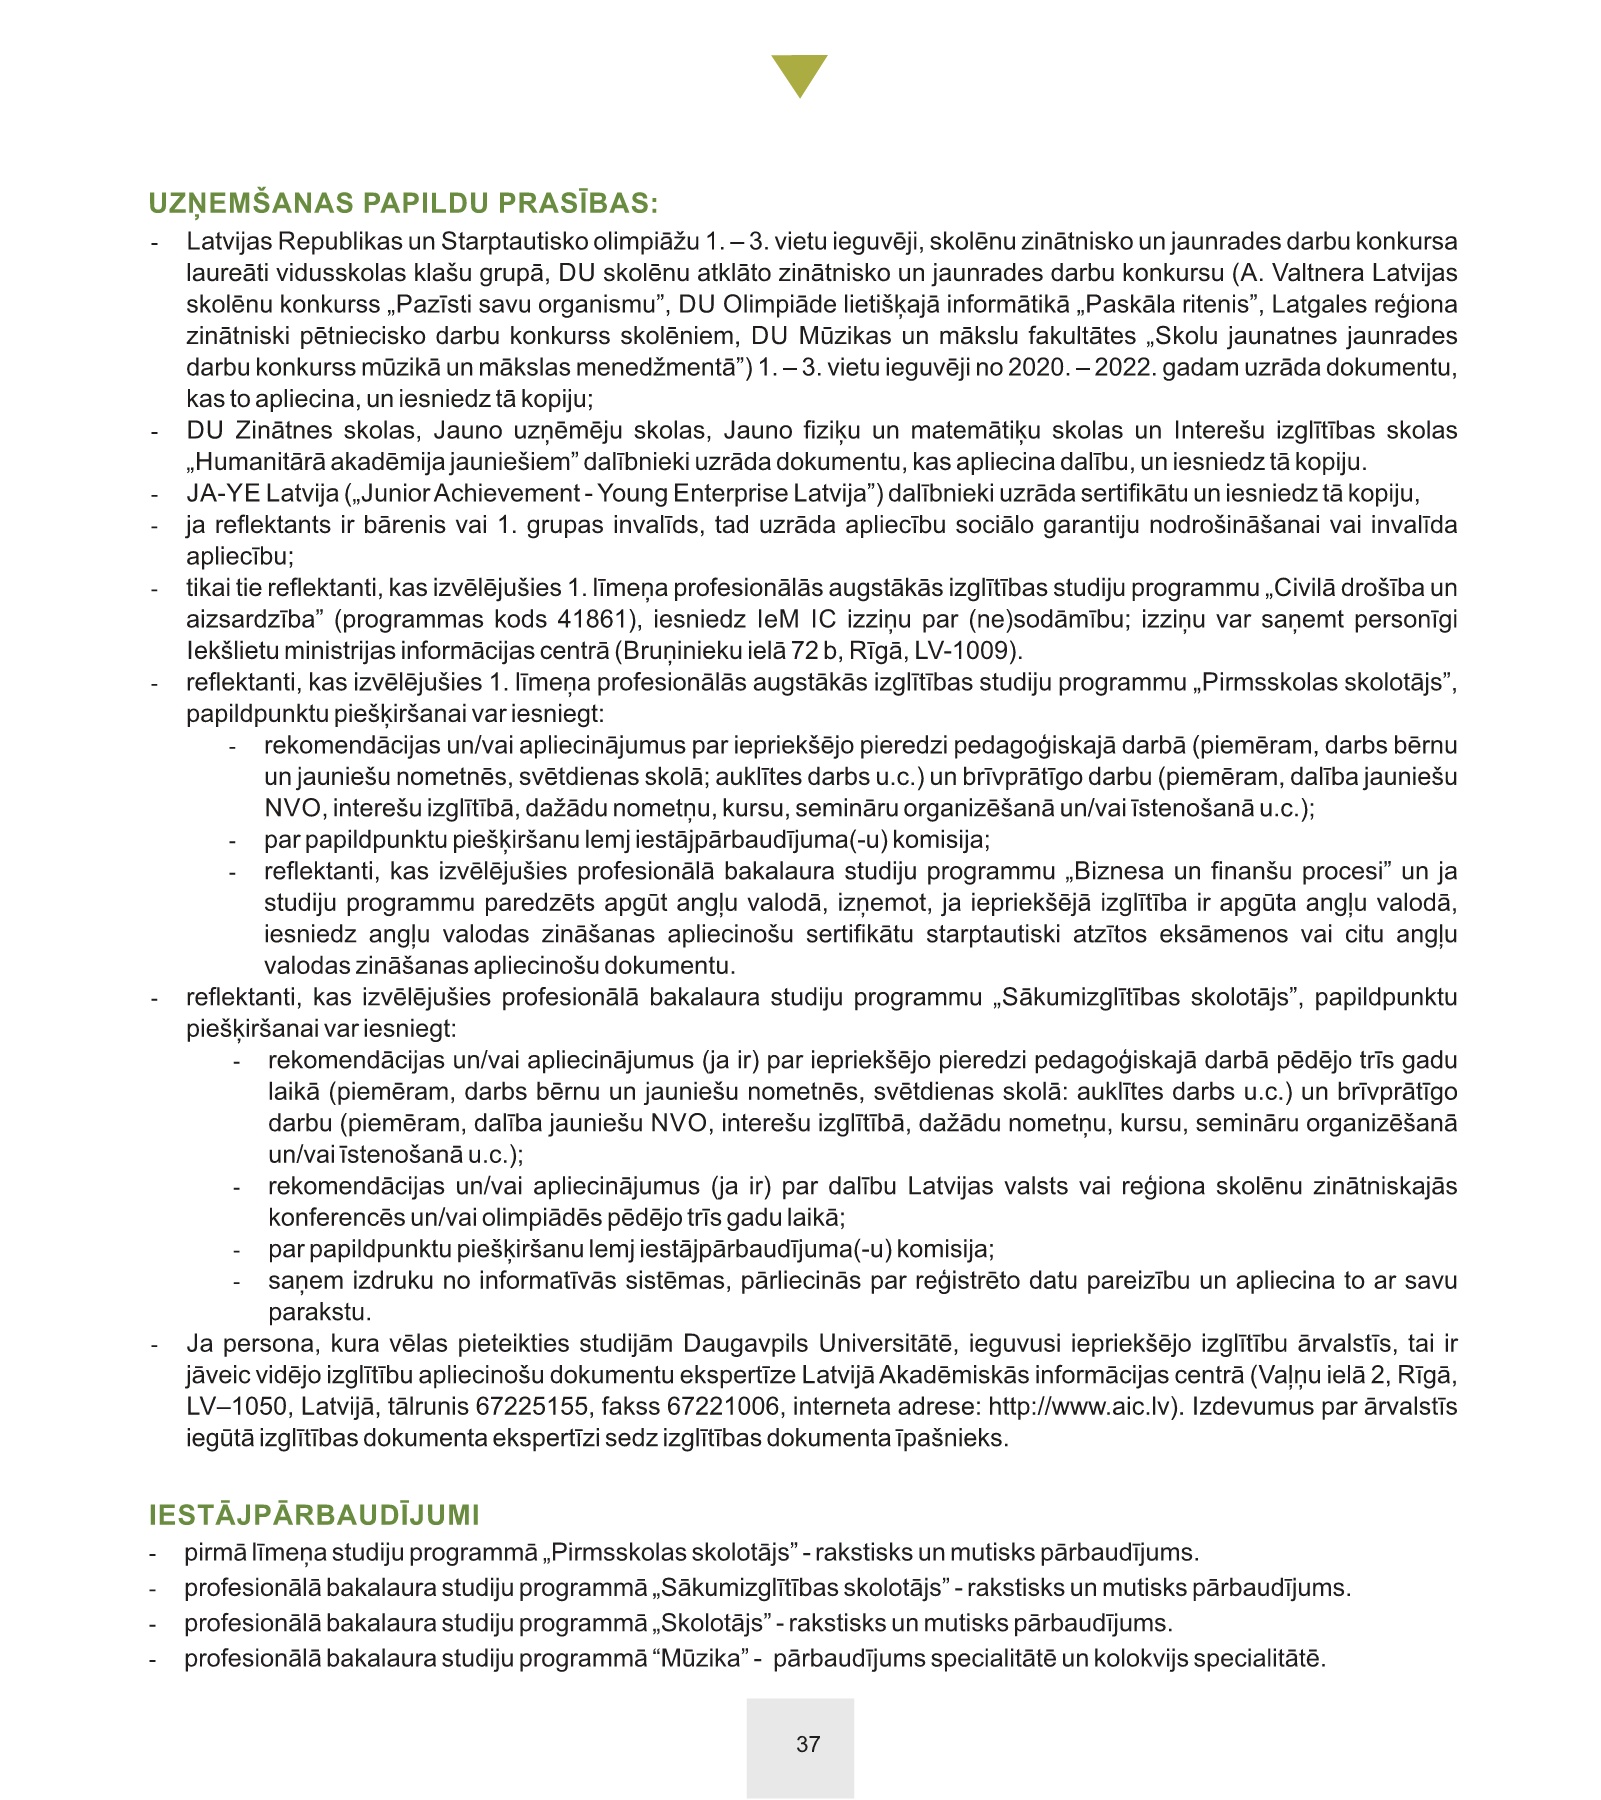 UZŅEMŠANAS PAPILDU PRASĪBAS:
- Latvijas Republikas un Starptautisko olimpiāžu 1. – 3. vietu ieguvēji, skolēnu zinātnisko un jaunrades darbu konkursa
laureāti vidusskolas klašu grupā, DU skolēnu atklāto zinātnisko un jaunrades darbu konkursu (A. Valtnera Latvijas
skolēnu konkurss „Pazīsti savu organismu”, DU Olimpiāde lietišķajā informātikā „Paskāla ritenis”, Latgales reģiona
zinātniski pētniecisko darbu konkurss skolēniem, DU Mūzikas un mākslu fakultātes „Skolu jaunatnes jaunrades
darbu konkurss mūzikā un mākslas menedžmentā”) 1. – 3. vietu ieguvēji no 2020. – 2022. gadam uzrāda dokumentu,
kas to apliecina, un iesniedz tā kopiju;
- DU Zinātnes skolas, Jauno uzņēmēju skolas, Jauno fiziķu un matemātiķu skolas un Interešu izglītības skolas
„Humanitārā akadēmija jauniešiem” dalībnieki uzrāda dokumentu, kas apliecina dalību, un iesniedz tā kopiju.
- JA-YE Latvija („Junior Achievement - Young Enterprise Latvija”) dalībnieki uzrāda sertifikātu un iesniedz tā kopiju,
- ja reflektants ir bārenis vai 1. grupas invalīds, tad uzrāda apliecību sociālo garantiju nodrošināšanai vai invalīda
apliecību;
- tikai tie reflektanti, kas izvēlējušies 1. līmeņa profesionālās augstākās izglītības studiju programmu „Civilā drošība un
aizsardzība” (programmas kods 41861), iesniedz IeM IC izziņu par (ne)sodāmību; izziņu var saņemt personīgi
Iekšlietu ministrijas informācijas centrā (Bruņinieku ielā 72 b, Rīgā, LV-1009).
- reflektanti, kas izvēlējušies 1. līmeņa profesionālās augstākās izglītības studiju programmu „Pirmsskolas skolotājs”,
papildpunktu piešķiršanai var iesniegt:
- rekomendācijas un/vai apliecinājumus par iepriekšējo pieredzi pedagoģiskajā darbā (piemēram, darbs bērnu
un jauniešu nometnēs, svētdienas skolā; auklītes darbs u.c.) un brīvprātīgo darbu (piemēram, dalība jauniešu
NVO, interešu izglītībā, dažādu nometņu, kursu, semināru organizēšanā un/vai īstenošanā u.c.);
- par papildpunktu piešķiršanu lemj iestājpārbaudījuma(-u) komisija;
- reflektanti, kas izvēlējušies profesionālā bakalaura studiju programmu „Biznesa un finanšu procesi” un ja
studiju programmu paredzēts apgūt angļu valodā, izņemot, ja iepriekšējā izglītība ir apgūta angļu valodā,
iesniedz angļu valodas zināšanas apliecinošu sertifikātu starptautiski atzītos eksāmenos vai citu angļu
valodas zināšanas apliecinošu dokumentu.
- reflektanti, kas izvēlējušies profesionālā bakalaura studiju programmu „Sākumizglītības skolotājs”, papildpunktu
piešķiršanai var iesniegt:
- rekomendācijas un/vai apliecinājumus (ja ir) par iepriekšējo pieredzi pedagoģiskajā darbā pēdējo trīs gadu
laikā (piemēram, darbs bērnu un jauniešu nometnēs, svētdienas skolā: auklītes darbs u.c.) un brīvprātīgo
darbu (piemēram, dalība jauniešu NVO, interešu izglītībā, dažādu nometņu, kursu, semināru organizēšanā
un/vai īstenošanā u.c.);
- rekomendācijas un/vai apliecinājumus (ja ir) par dalību Latvijas valsts vai reģiona skolēnu zinātniskajās
konferencēs un/vai olimpiādēs pēdējo trīs gadu laikā;
- par papildpunktu piešķiršanu lemj iestājpārbaudījuma(-u) komisija;
- saņem izdruku no informatīvās sistēmas, pārliecinās par reģistrēto datu pareizību un apliecina to ar savu
parakstu.
- Ja persona, kura vēlas pieteikties studijām Daugavpils Universitātē, ieguvusi iepriekšējo izglītību ārvalstīs, tai ir
jāveic vidējo izglītību apliecinošu dokumentu ekspertīze Latvijā Akadēmiskās informācijas centrā (Vaļņu ielā 2, Rīgā,
LV–1050, Latvijā, tālrunis 67225155, fakss 67221006, interneta adrese: http://www.aic.lv). Izdevumus par ārvalstīs
iegūtā izglītības dokumenta ekspertīzi sedz izglītības dokumenta īpašnieks.
IESTĀJPĀRBAUDĪJUMI
- pirmā līmeņa studiju programmā „Pirmsskolas skolotājs” - rakstisks un mutisks pārbaudījums.
- profesionālā bakalaura studiju programmā „Sākumizglītības skolotājs” - rakstisks un mutisks pārbaudījums.
- profesionālā bakalaura studiju programmā „Skolotājs” - rakstisks un mutisks pārbaudījums.
- profesionālā bakalaura studiju programmā “Mūzika” - pārbaudījums specialitātē un kolokvijs specialitātē.
37